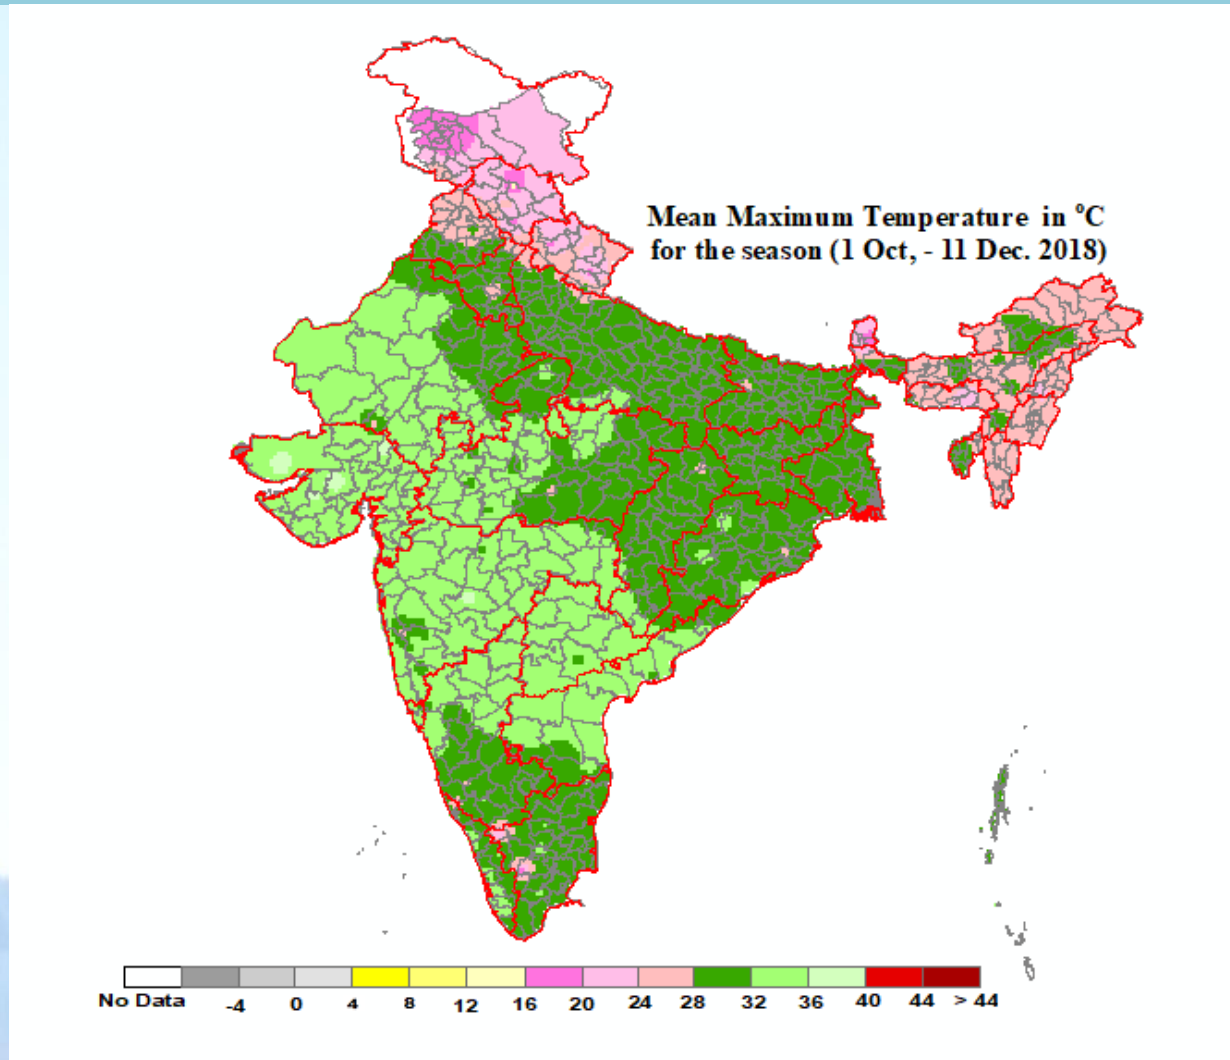 Mean Maximum Temperature in °C
for the season (1 Oct, - 11 Dec. 2018)
No Data -4 0 4 8 12 16 20 24 28 32 36 40 44 > 44